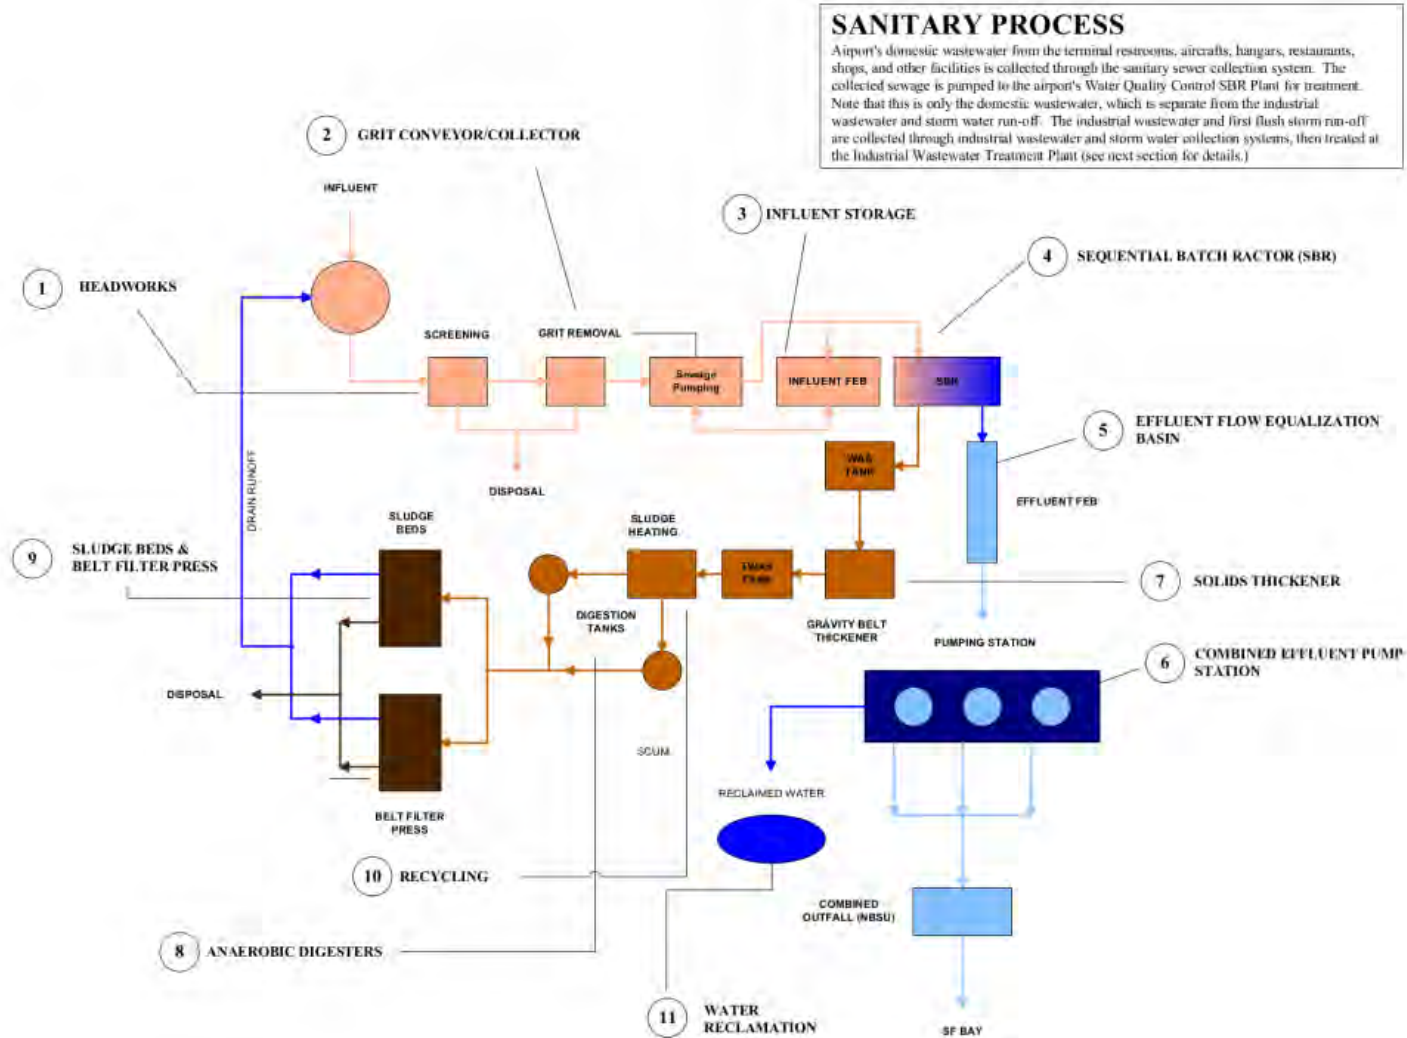 SANITARY PROCESS
Airport's domestic wastewater from the terminal restrooms, aircrafts, hangars, restaurants,
shops, and other facilities is collected through the sanitary sewer collection system. The
collected sewage is pumped to the airport's Water Quality Control SBR Plant for treatment.
Note that this is only the domestic wastewater, which is separate from the industrial
wastewater and storm water run-off. The industrial wastewater and first flush storm run-off
are collected through industrial wastewater and storm water collection systems, then treated at
the Industrial Wastewater Treatment Plant (see next section for details.)
2 GRIT CONVEYOR/COLLECTOR
INFLUENT
3 INFLUENT STORAGE
4 SEQUENTIAL BATCH RACTOR (SBR)
1 HEADWORKS
SCREENING
GRIT REMOVAL
Sewage
Pumping
INFLUENT FEB
SBR
5 EFFLUENT FLOW EQUALIZATION
BASIN
WAS
TANK
EFFLUENT FEB
DISPOSAL
DRAIN RUNOFF
SLUDGE
BEDS
SLUDGE
HEATING
9 SLUDGE BEDS &
BELT FILTER PRESS
TWAS
TANK
7 SOLIDS THICKENER
DIGESTION
TANKS
GRAVITY BELT
THICKENER
PUMPING STATION
6 COMBINED EFFLUENT PUMP
STATION
DISPOSAL
SCUM
RECLAIMED WATER
BELT FILTER
PRESS
10 RECYCLING
COMBINED
OUTFALL (NBSU)
8 ANAEROBIC DIGESTERS
11 WATER
RECLAMATION
SF BAY